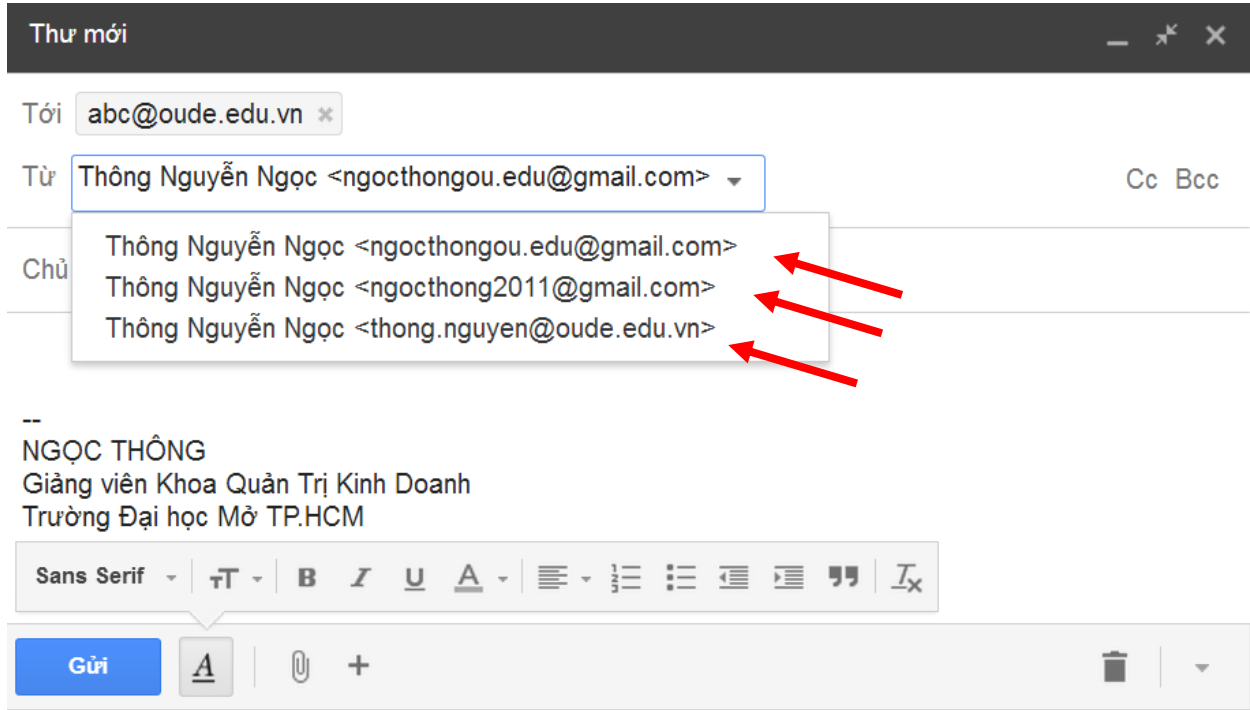 Thư mới
Tới abc@oude.edu.vn
Từ Thông Nguyễn Ngọc <ngocthongou.edu@gmail.com> Cc Bcc
Thông Nguyễn Ngọc <ngocthongou.edu@gmail.com>
Chủ
Thông Nguyễn Ngọc <ngocthong2011@gmail.com>
Thông Nguyễn Ngọc <thong.nguyen@oude.edu.vn>
--
NGỌC THÔNG
Giảng viên Khoa Quản Trị Kinh Doanh
Trường Đại học Mở TP.HCM
Sans Serif
Gửi